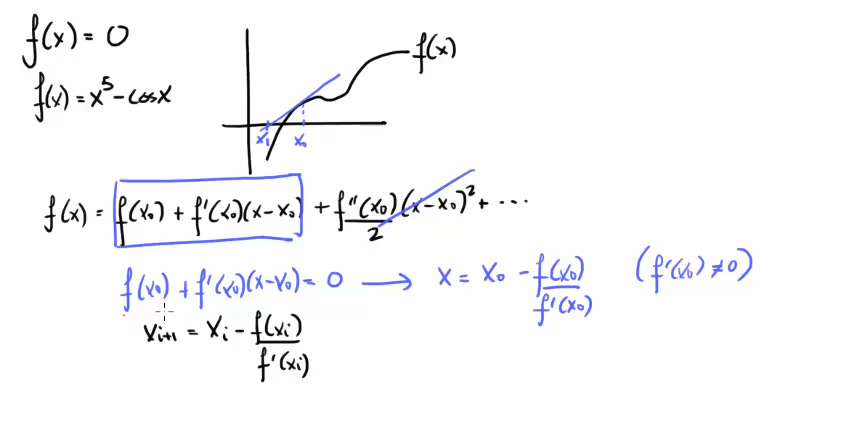 f(x) = 0
f(x) = x⁵ - cos x
f(x)
x₁ x₀
f(x) = f(x₀) + f'(x₀)(x - x₀) + f''(x₀)/2 (x - x₀)² + ...
f(x₀) + f'(x₀)(x - x₀) = 0 → x = x₀ - f(x₀)/f'(x₀) (f'(x₀) ≠ 0)
xᵢ₊₁ = xᵢ - f(xᵢ)/f'(xᵢ)